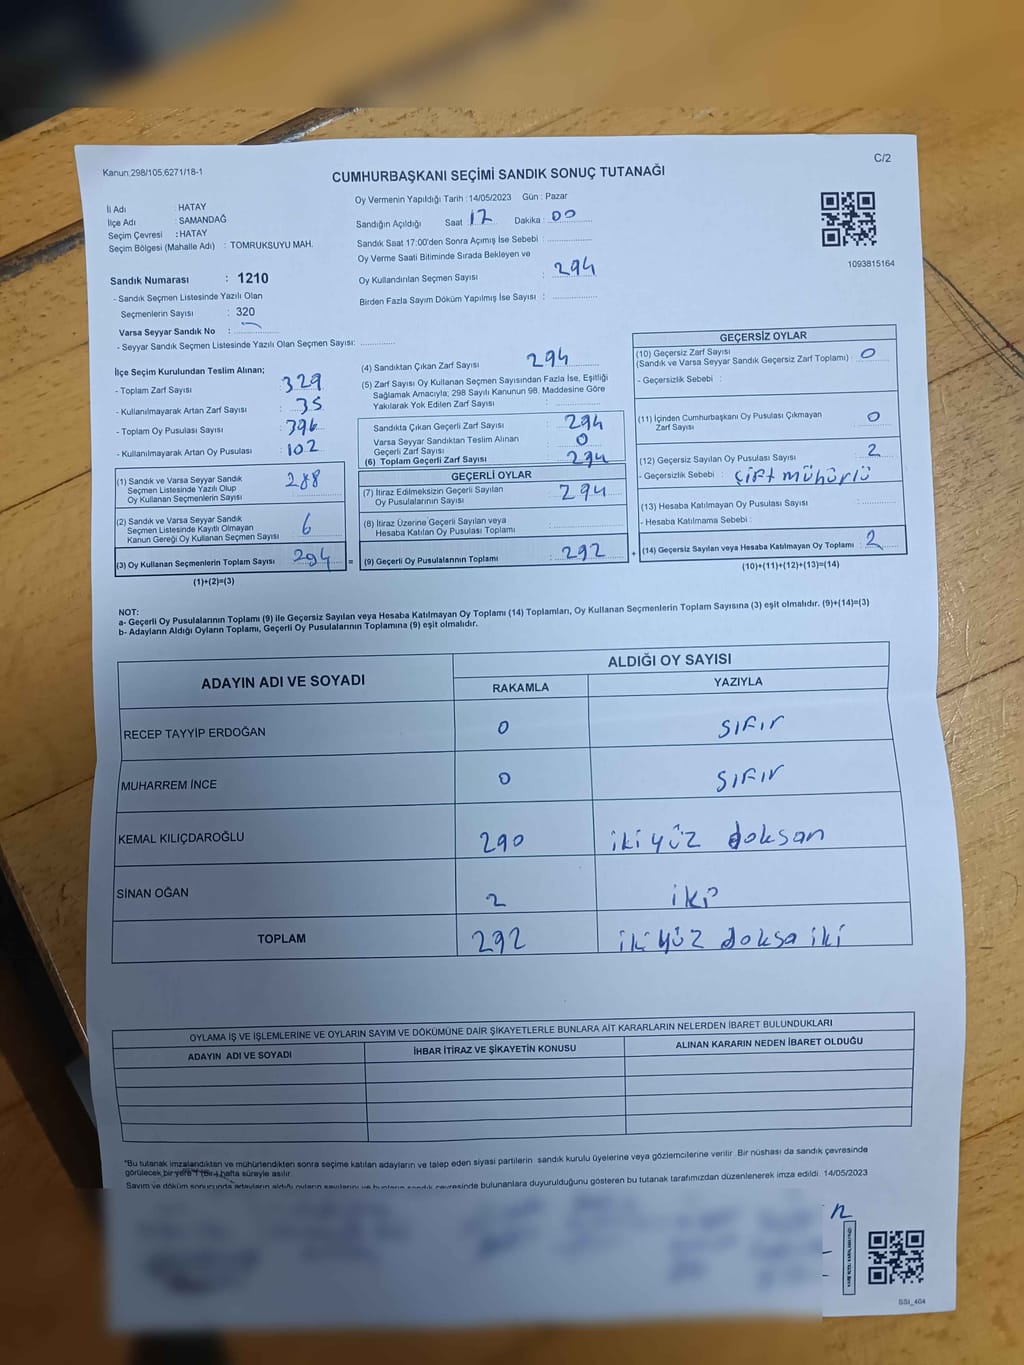 Kanun:298/105,6271/18-1
C/2
CUMHURBAŞKANI SEÇİMİ SANDIK SONUÇ TUTANAĞI
İl Adı : HATAY
İlçe Adı : SAMANDAĞ
Seçim Çevresi : HATAY
Seçim Bölgesi (Mahalle Adı) : TOMRUKSUYU MAH.
Oy Vermenin Yapıldığı Tarih : 14/05/2023 Gün : Pazar
Sandığın Açıldığı Saat 17 Dakika : 00
Sandık Saat 17:00'den Sonra Açımış İse Sebebi :
Oy Verme Saati Bitiminde Sırada Bekleyen ve
Oy Kullandırılan Seçmen Sayısı : 294
Birden Fazla Sayım Döküm Yapılmış İse Sayısı :
1093815164
Sandık Numarası : 1210
- Sandık Seçmen Listesinde Yazılı Olan
Seçmenlerin Sayısı : 320
Varsa Seyyar Sandık No :
- Seyyar Sandık Seçmen Listesinde Yazılı Olan Seçmen Sayısı:
İlçe Seçim Kurulundan Teslim Alınan;
- Toplam Zarf Sayısı : 329
- Kullanılmayarak Artan Zarf Sayısı : 35
- Toplam Oy Pusulası Sayısı : 396
- Kullanılmayarak Artan Oy Pusulası : 102
(1) Sandık ve Varsa Seyyar Sandık
Seçmen Listesinde Yazılı Olup
Oy Kullanan Seçmenlerin Sayısı : 288
(2) Sandık ve Varsa Seyyar Sandık
Seçmen Listesinde Kayıtlı Olmayan
Kanun Gereği Oy Kullanan Seçmen Sayısı : 6
(3) Oy Kullanan Seçmenlerin Toplam Sayısı : 294 =
(1)+(2)=(3)
(4) Sandıktan Çıkan Zarf Sayısı : 294
(5) Zarf Sayısı Oy Kullanan Seçmen Sayısından Fazla İse, Eşitliği
Sağlamak Amacıyla; 298 Sayılı Kanunun 98. Maddesine Göre
Yakılarak Yok Edilen Zarf Sayısı :
Sandıkta Çıkan Geçerli Zarf Sayısı : 294
Varsa Seyyar Sandıktan Teslim Alınan
Geçerli Zarf Sayısı : 0
(6) Toplam Geçerli Zarf Sayısı : 294
GEÇERLİ OYLAR
(7) İtiraz Edilmeksizin Geçerli Sayılan
Oy Pusulalarının Sayısı : 294
(8) İtiraz Üzerine Geçerli Sayılan veya
Hesaba Katılan Oy Pusulası Toplamı :
(9) Geçerli Oy Pusulalarının Toplamı : 292 +
GEÇERSİZ OYLAR
(10) Geçersiz Zarf Sayısı
(Sandık ve Varsa Seyyar Sandık Geçersiz Zarf Toplamı) : 0
- Geçersizlik Sebebi :
(11) İçinden Cumhurbaşkanı Oy Pusulası Çıkmayan
Zarf Sayısı : 0
(12) Geçersiz Sayılan Oy Pusulası Sayısı : 2
- Geçersizlik Sebebi : Çift mühürlü
(13) Hesaba Katılmayan Oy Pusulası Sayısı :
- Hesaba Katılmama Sebebi :
(14) Geçersiz Sayılan veya Hesaba Katılmayan Oy Toplamı : 2
(10)+(11)+(12)+(13)=(14)
NOT:
a- Geçerli Oy Pusulalarının Toplamı (9) ile Geçersiz Sayılan veya Hesaba Katılmayan Oy Toplamı (14) Toplamları, Oy Kullanan Seçmenlerin Toplam Sayısına (3) eşit olmalıdır. (9)+(14)=(3)
b- Adayların Aldığı Oyların Toplamı, Geçerli Oy Pusulalarının Toplamına (9) eşit olmalıdır.
ADAYIN ADI VE SOYADI ALDIĞI OY SAYISI
RAKAMLA YAZIYLA
RECEP TAYYİP ERDOĞAN 0 sıfır
MUHARREM İNCE 0 sıfır
KEMAL KILIÇDAROĞLU 290 iki yüz doksan
SİNAN OĞAN 2 iki
TOPLAM 292 iki yüz doksa iki
OYLAMA İŞ VE İŞLEMLERİNE VE OYLARIN SAYIM VE DÖKÜMÜNE DAİR ŞİKAYETLERLE BUNLARA AİT KARARLARIN NELERDEN İBARET BULUNDUKLARI
ADAYIN ADI VE SOYADI İHBAR İTİRAZ VE ŞİKAYETİN KONUSU ALINAN KARARIN NEDEN İBARET OLDUĞU
*Bu tutanak imzalandıktan ve mühürlendikten sonra seçime katılan adayların ve talep eden siyasi partilerin sandık kurulu üyelerine veya gözlemcilerine verilir. Bir nüshası da sandık çevresinde
görülecek bir yere 1 (Bir) hafta süreyle asılır.
Sayım ve döküm sonucunda adayların aldığı oyların sayılarını ve bunların sandık çevresinde bulunanlara duyurulduğunu gösteren bu tutanak tarafımızdan düzenlenerek imza edildi. 14/05/2023
SSI_404